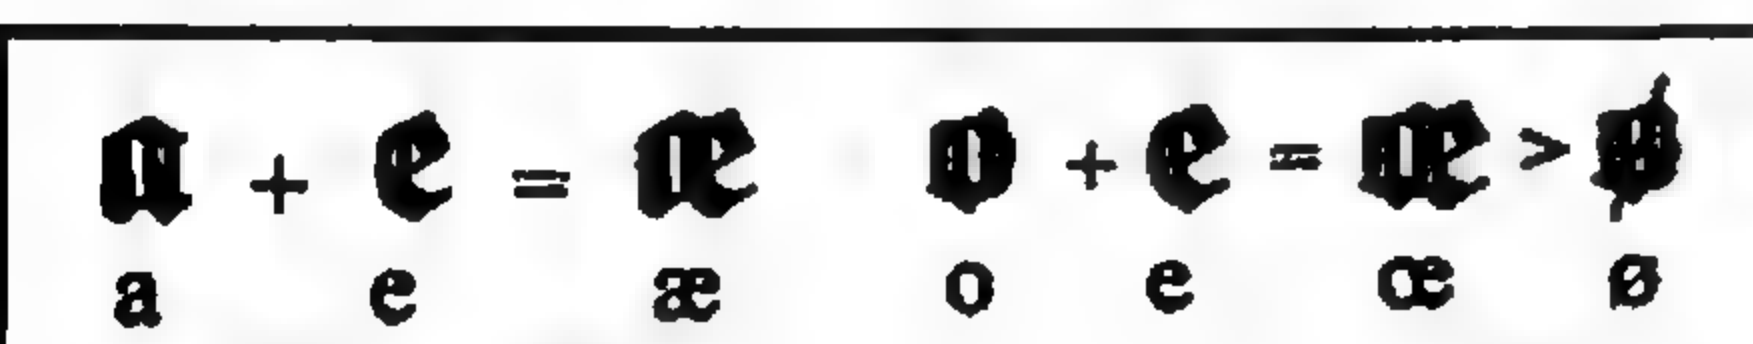 a + e = æ o + e = œ > ø
a e æ o e œ ø